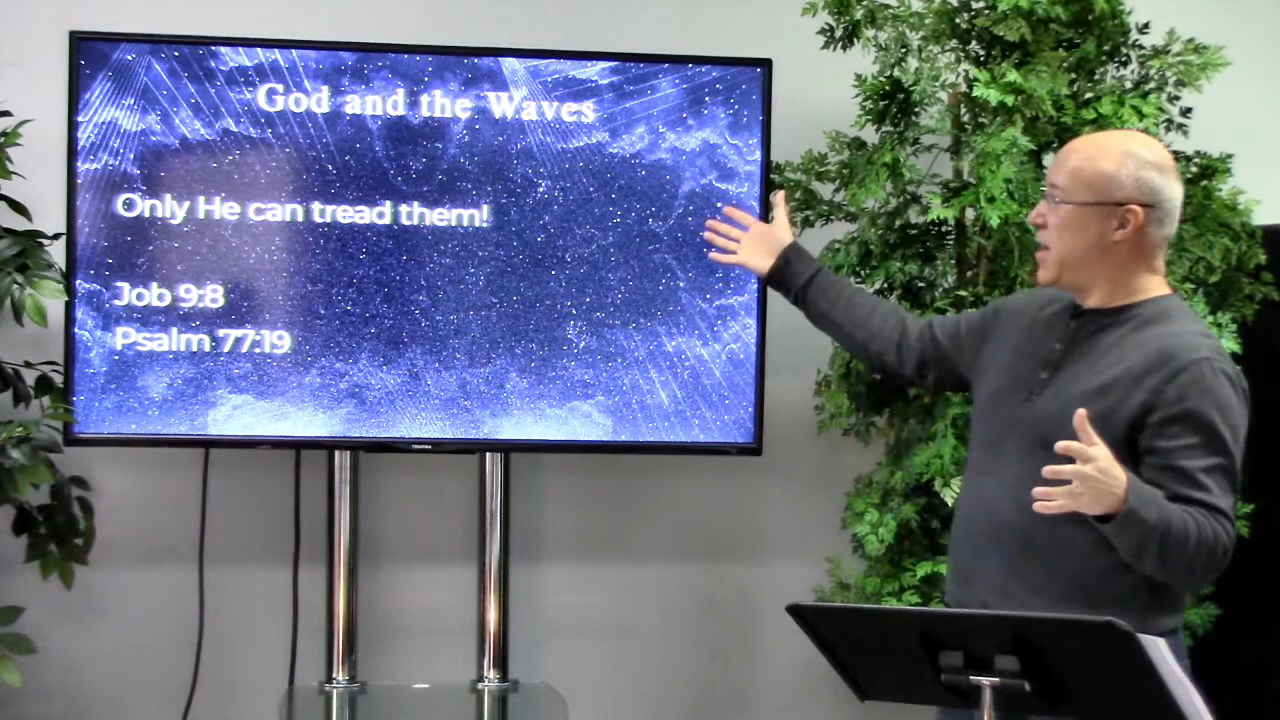 God and the Waves
Only He can tread them!
Job 9:8
Psalm 77:19